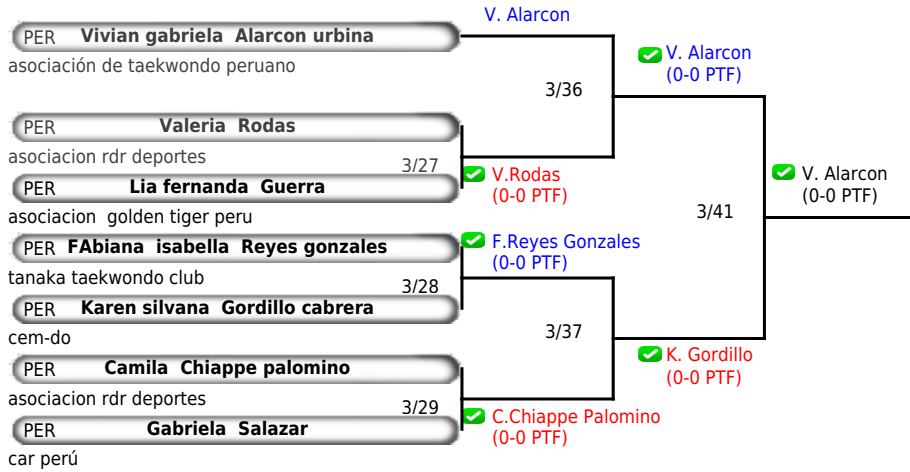 V. Alarcon
PER Vivian gabriela Alarcon urbina
asociación de taekwondo peruano
V. Alarcon
(0-0 PTF)
3/36
PER Valeria Rodas
asociacion rdr deportes
3/27
V.Rodas
(0-0 PTF)
V. Alarcon
(0-0 PTF)
PER Lia fernanda Guerra
asociacion golden tiger peru
3/41
PER FAbiana isabella Reyes gonzales
F.Reyes Gonzales
(0-0 PTF)
tanaka taekwondo club
3/28
PER Karen silvana Gordillo cabrera
cem-do
3/37
K. Gordillo
(0-0 PTF)
PER Camila Chiappe palomino
asociacion rdr deportes
3/29
C.Chiappe Palomino
(0-0 PTF)
PER Gabriela Salazar
car perú